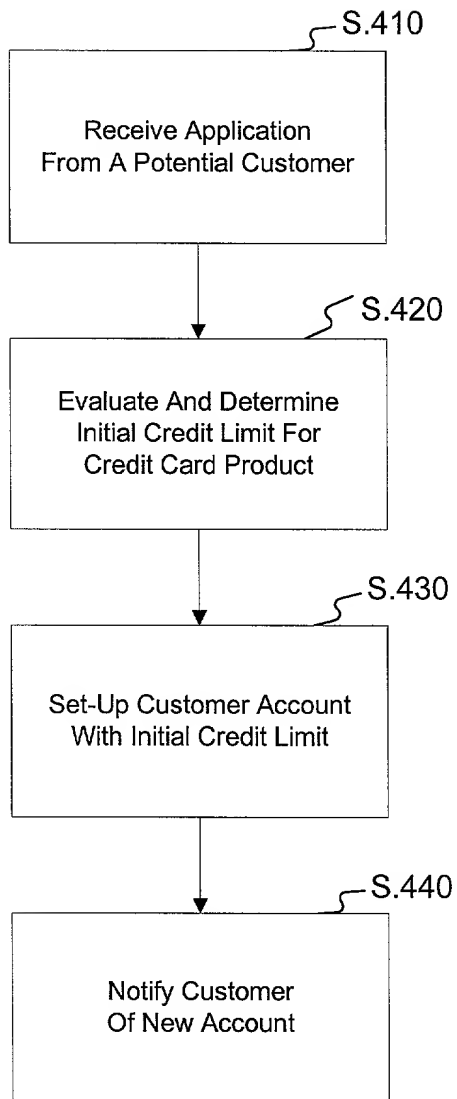 S.410
Receive Application
From A Potential Customer
S.420
Evaluate And Determine
Initial Credit Limit For
Credit Card Product
S.430
Set-Up Customer Account
With Initial Credit Limit
S.440
Notify Customer
Of New Account